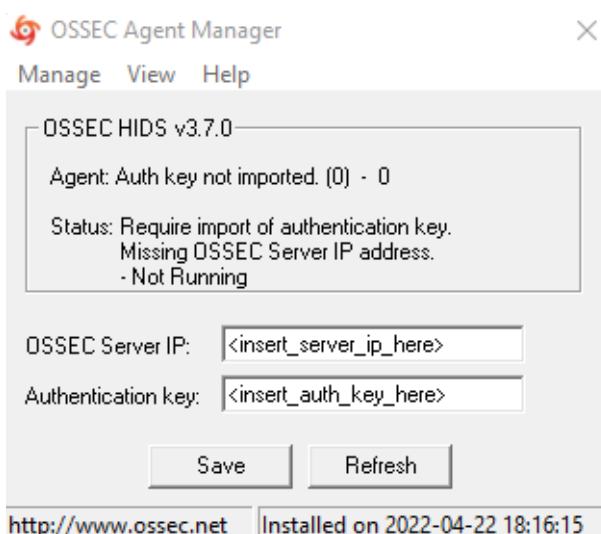 OSSEC Agent Manager
Manage View Help
OSSEC HIDS v3.7.0
Agent: Auth key not imported. (0) - 0
Status: Require import of authentication key.
Missing OSSEC Server IP address.
- Not Running
OSSEC Server IP: <insert_server_ip_here>
Authentication key: <insert_auth_key_here>
Save Refresh
http://www.ossec.net Installed on 2022-04-22 18:16:15